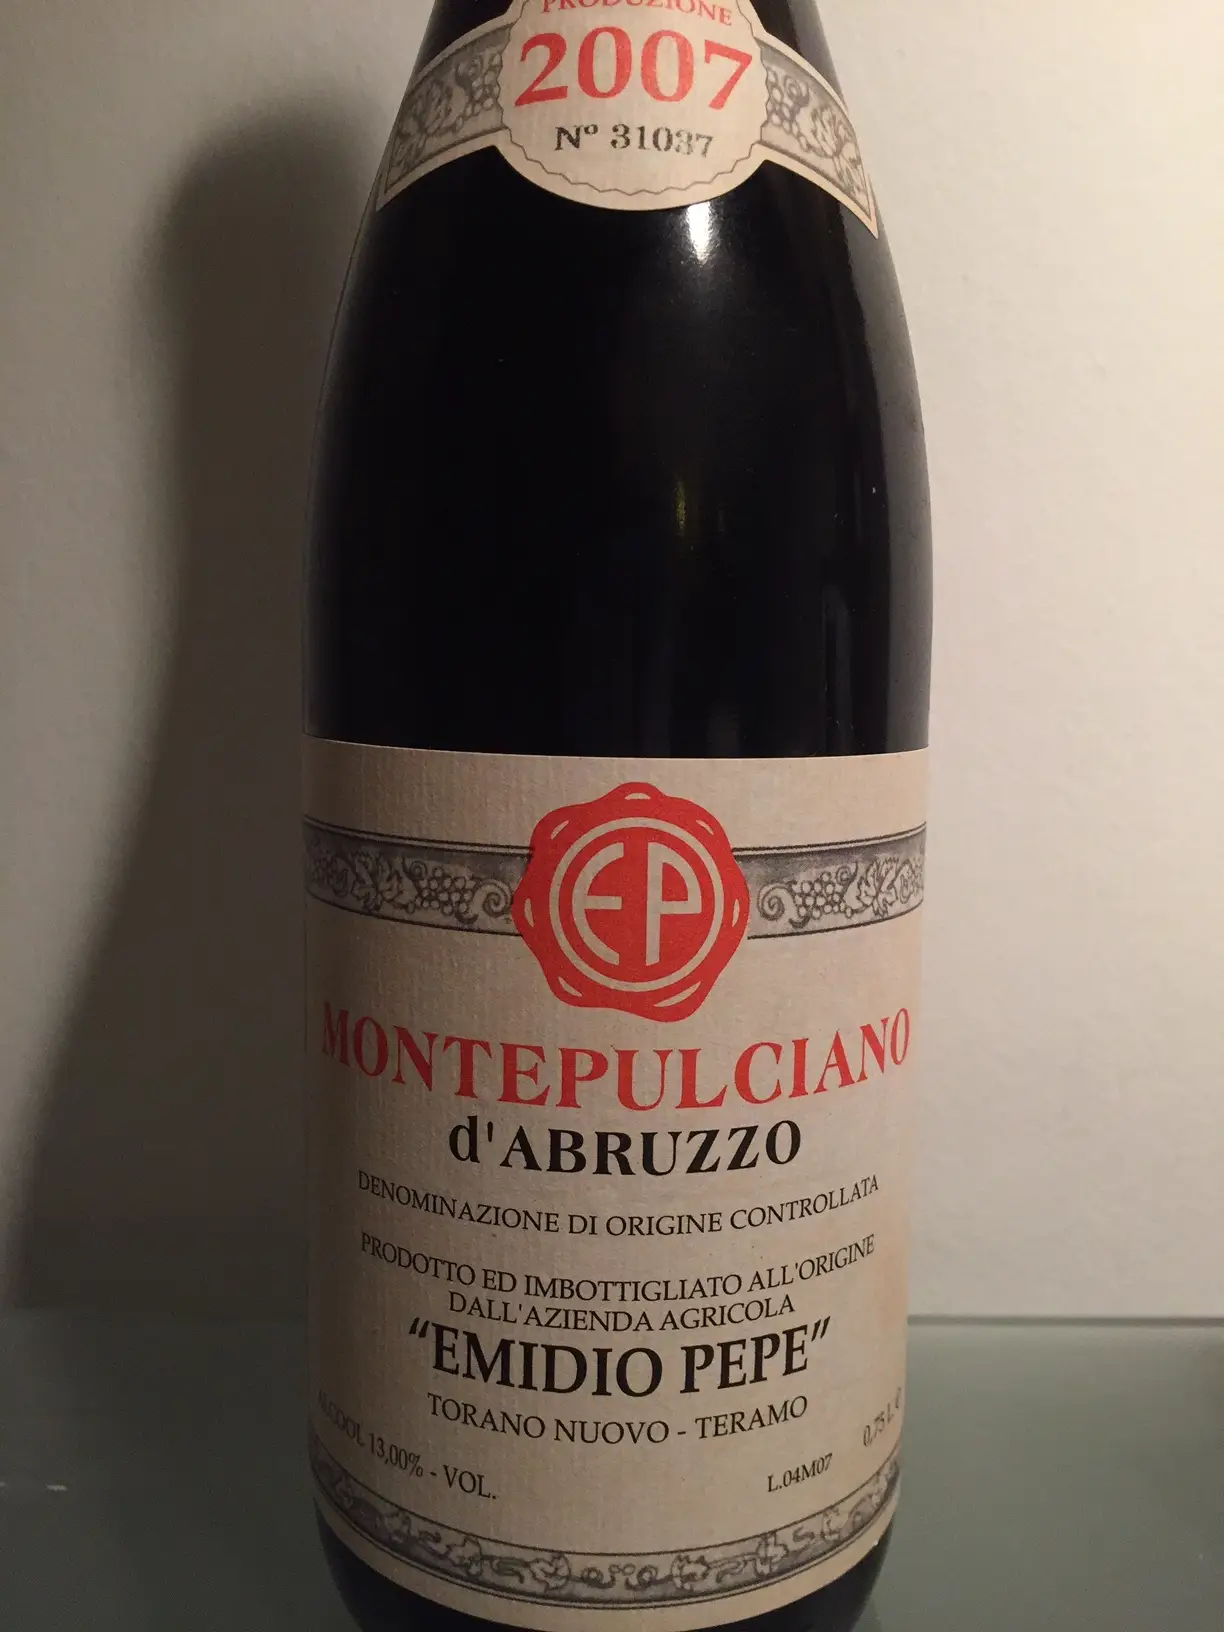 PRODUZIONE
2007
Nº 31037
EP
MONTEPULCIANO
d'ABRUZZO
DENOMINAZIONE DI ORIGINE CONTROLLATA
PRODOTTO ED IMBOTTIGLIATO ALL'ORIGINE
DALL'AZIENDA AGRICOLA
"EMIDIO PEPE"
TORANO NUOVO - TERAMO
ALCOOL 13,00% - VOL.
L.04M07
0,75 L. e